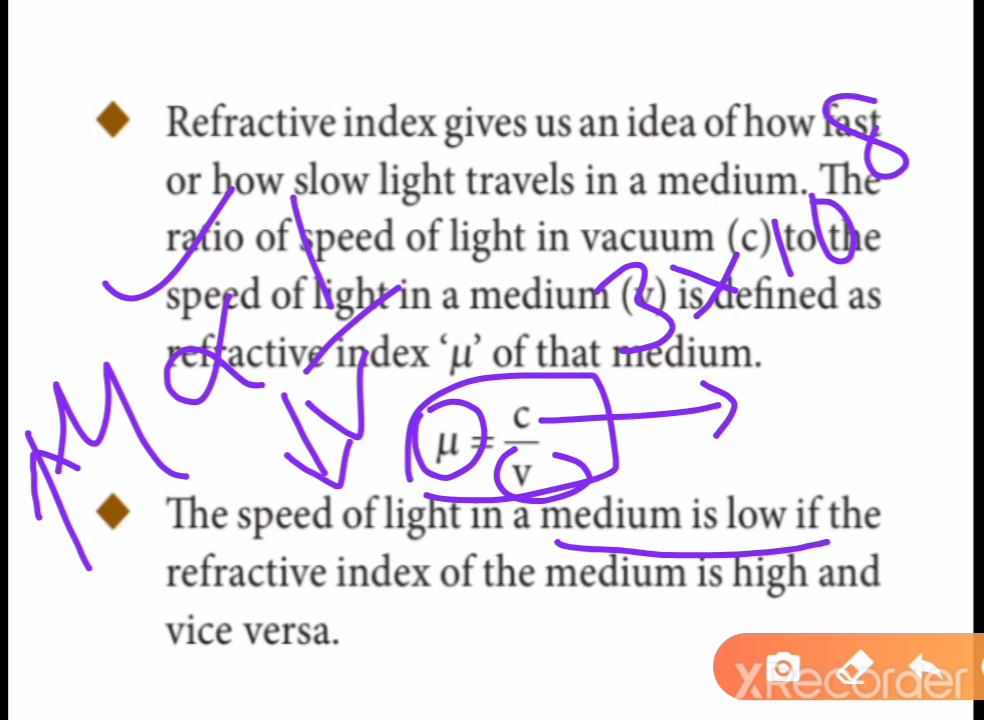 Refractive index gives us an idea of how fast
or how slow light travels in a medium. The
ratio of speed of light in vacuum (c) to the
speed of light in a medium (v) is defined as
refractive index ‘μ’ of that medium.
μ = c/v
3 × 10 8
μ α 1/v
The speed of light in a medium is low if the
refractive index of the medium is high and
vice versa.
XRecorder